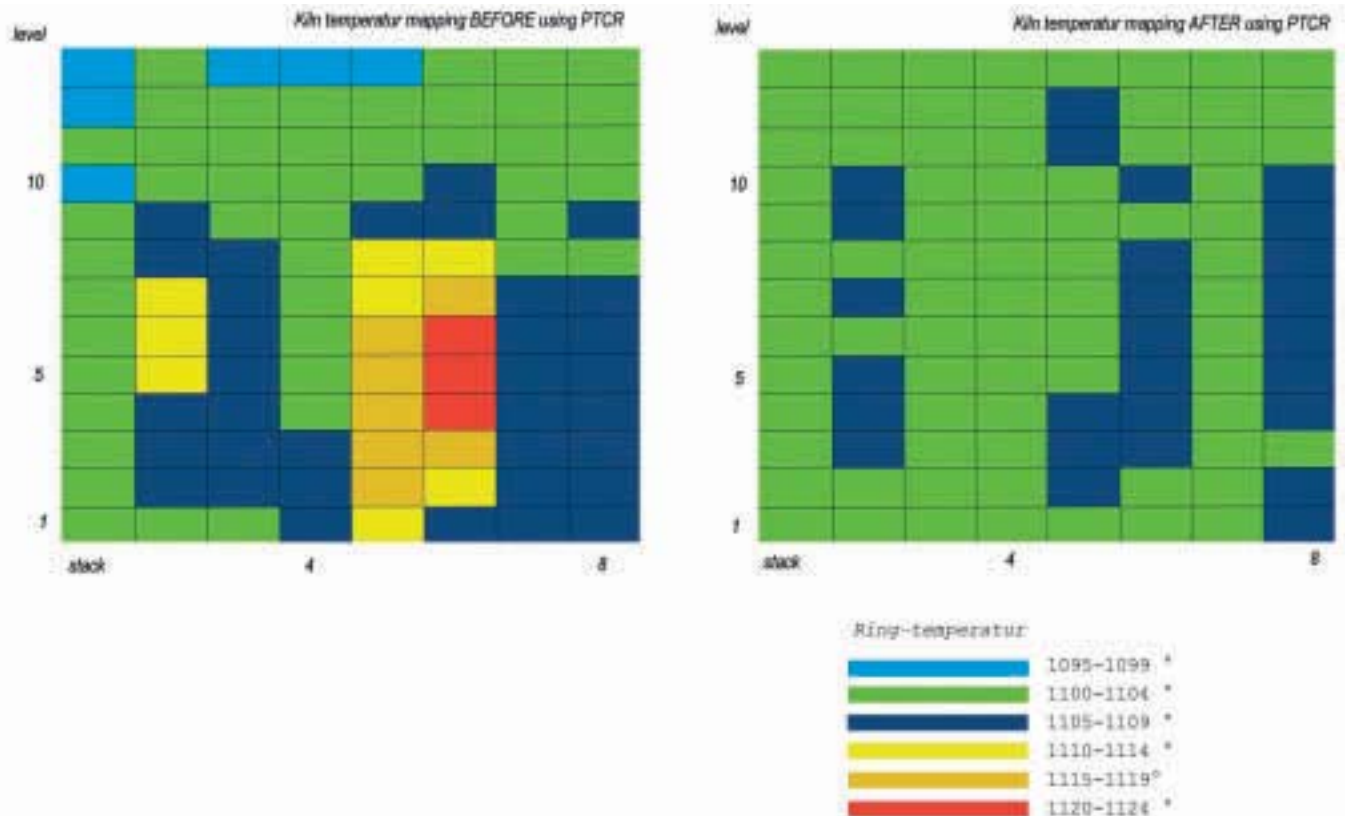 Kiln temperatur mapping BEFORE using PTCR
level
10
5
1
stack 4 8
Kiln temperatur mapping AFTER using PTCR
level
10
5
1
stack 4 8
Ring-temperatur
1095-1099 °
1100-1104 °
1105-1109 °
1110-1114 °
1115-1119°
1120-1124 °